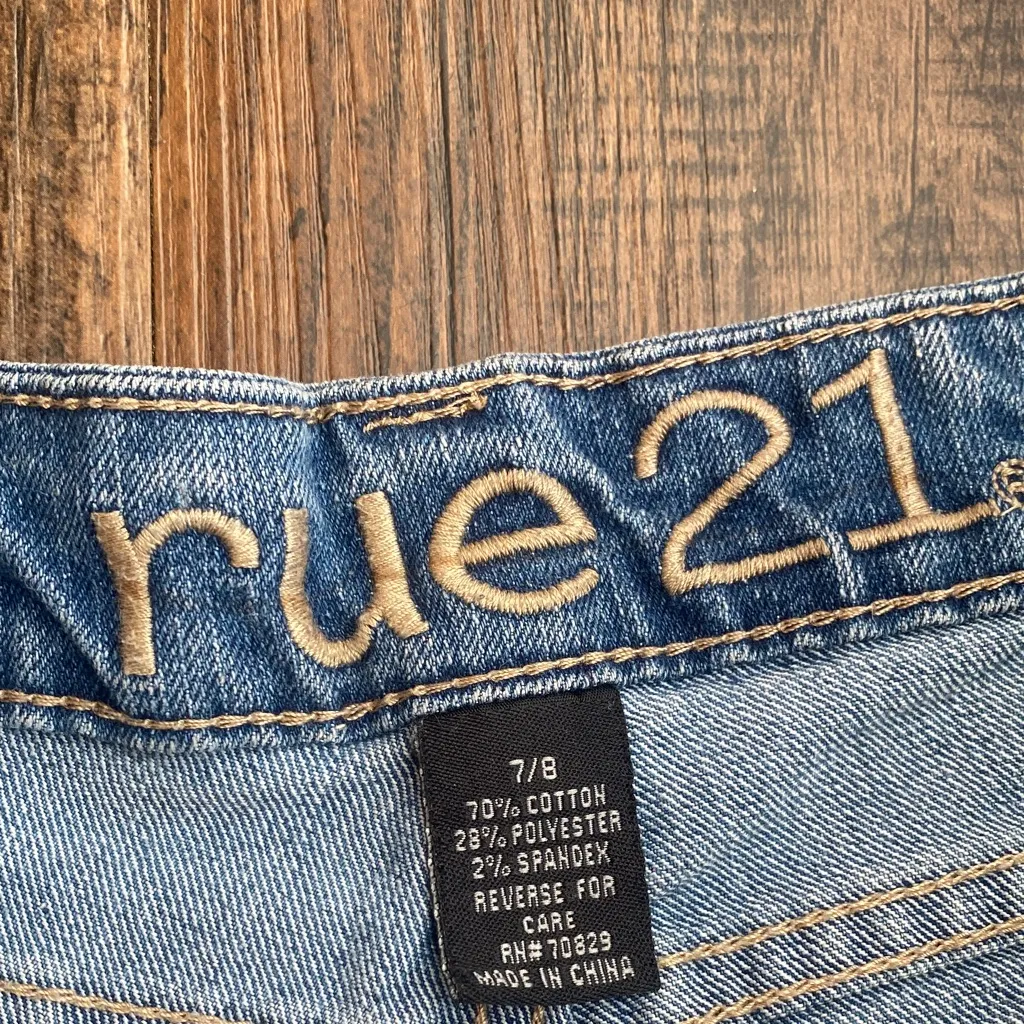 rue21
7/8
70% COTTON
28% POLYESTER
2% SPANDEX
REVERSE FOR
CARE
RN# 70829
MADE IN CHINA